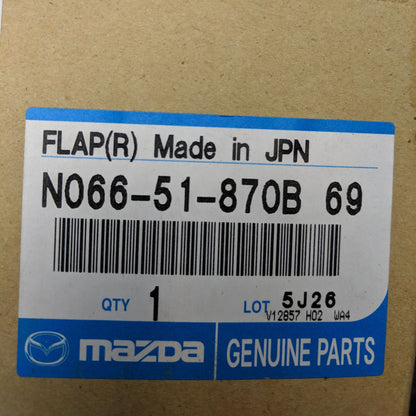 FLAP(R) Made in JPN
N066-51-870B 69
QTY 1 LOT 5J26
V12857 H02 WA4
mazda GENUINE PARTS